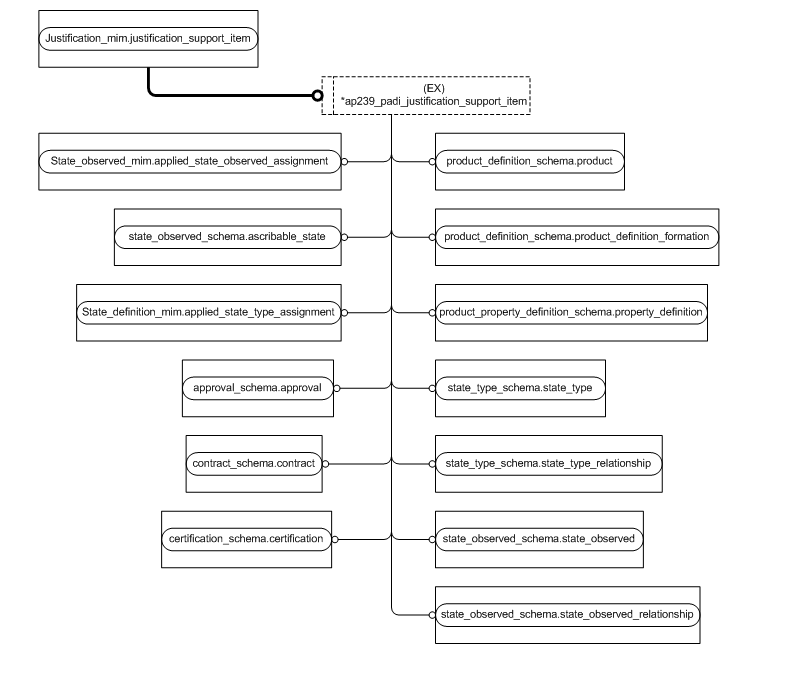 Justification_mim.justification_support_item
(EX)
*ap239_padi_justification_support_item
State_observed_mim.applied_state_observed_assignment
product_definition_schema.product
state_observed_schema.ascribable_state
product_definition_schema.product_definition_formation
State_definition_mim.applied_state_type_assignment
product_property_definition_schema.property_definition
approval_schema.approval
state_type_schema.state_type
contract_schema.contract
state_type_schema.state_type_relationship
certification_schema.certification
state_observed_schema.state_observed
state_observed_schema.state_observed_relationship